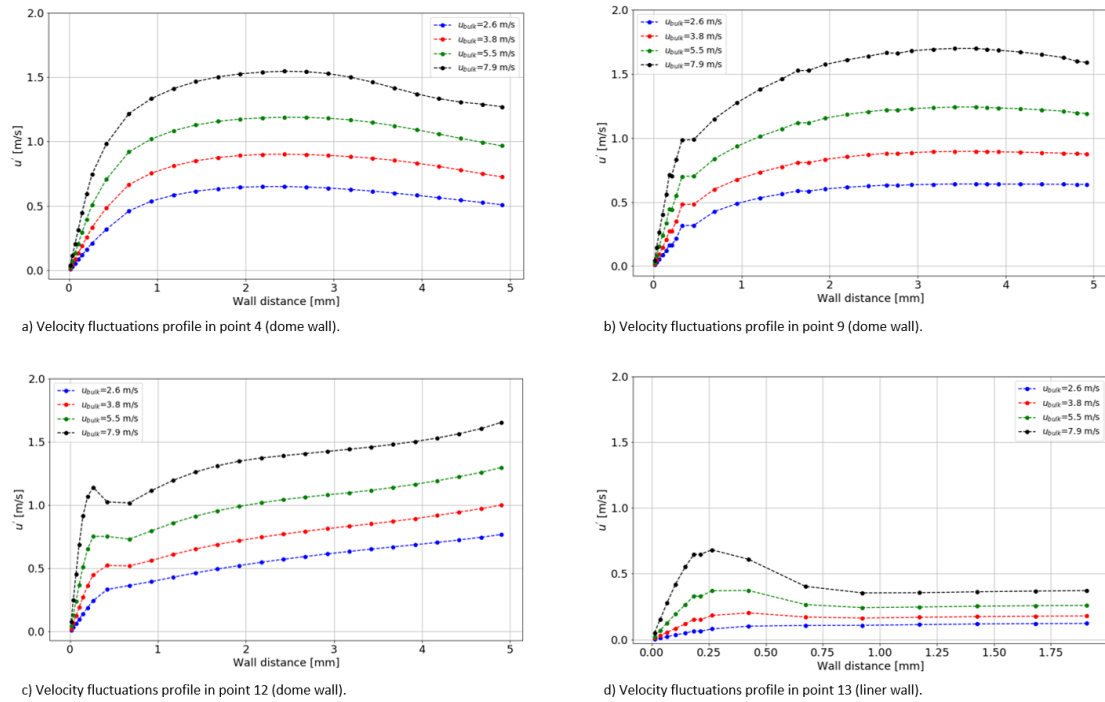 2.0
1.5
1.0
0.5
0.0
u' [m/s]
0 1 2 3 4 5
Wall distance [mm]
u_bulk=2.6 m/s
u_bulk=3.8 m/s
u_bulk=5.5 m/s
u_bulk=7.9 m/s
a) Velocity fluctuations profile in point 4 (dome wall).
2.0
1.5
1.0
0.5
0.0
u' [m/s]
0 1 2 3 4 5
Wall distance [mm]
u_bulk=2.6 m/s
u_bulk=3.8 m/s
u_bulk=5.5 m/s
u_bulk=7.9 m/s
b) Velocity fluctuations profile in point 9 (dome wall).
2.0
1.5
1.0
0.5
0.0
u' [m/s]
0 1 2 3 4 5
Wall distance [mm]
u_bulk=2.6 m/s
u_bulk=3.8 m/s
u_bulk=5.5 m/s
u_bulk=7.9 m/s
c) Velocity fluctuations profile in point 12 (dome wall).
2.0
1.5
1.0
0.5
0.0
u' [m/s]
0.00 0.25 0.50 0.75 1.00 1.25 1.50 1.75
Wall distance [mm]
u_bulk=2.6 m/s
u_bulk=3.8 m/s
u_bulk=5.5 m/s
u_bulk=7.9 m/s
d) Velocity fluctuations profile in point 13 (liner wall).